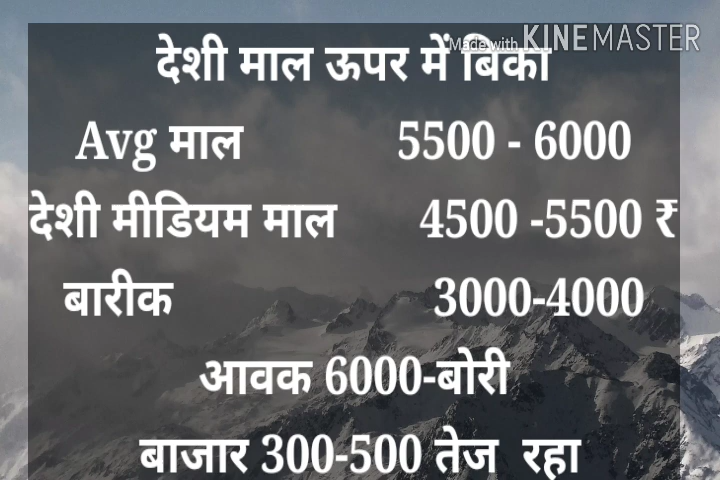 Made with KINEMASTER
देशी माल ऊपर में बिका
Avg माल 5500 - 6000
देशी मीडियम माल 4500 -5500 ₹
बारीक 3000-4000
आवक 6000-बोरी
बाजार 300-500 तेज रहा